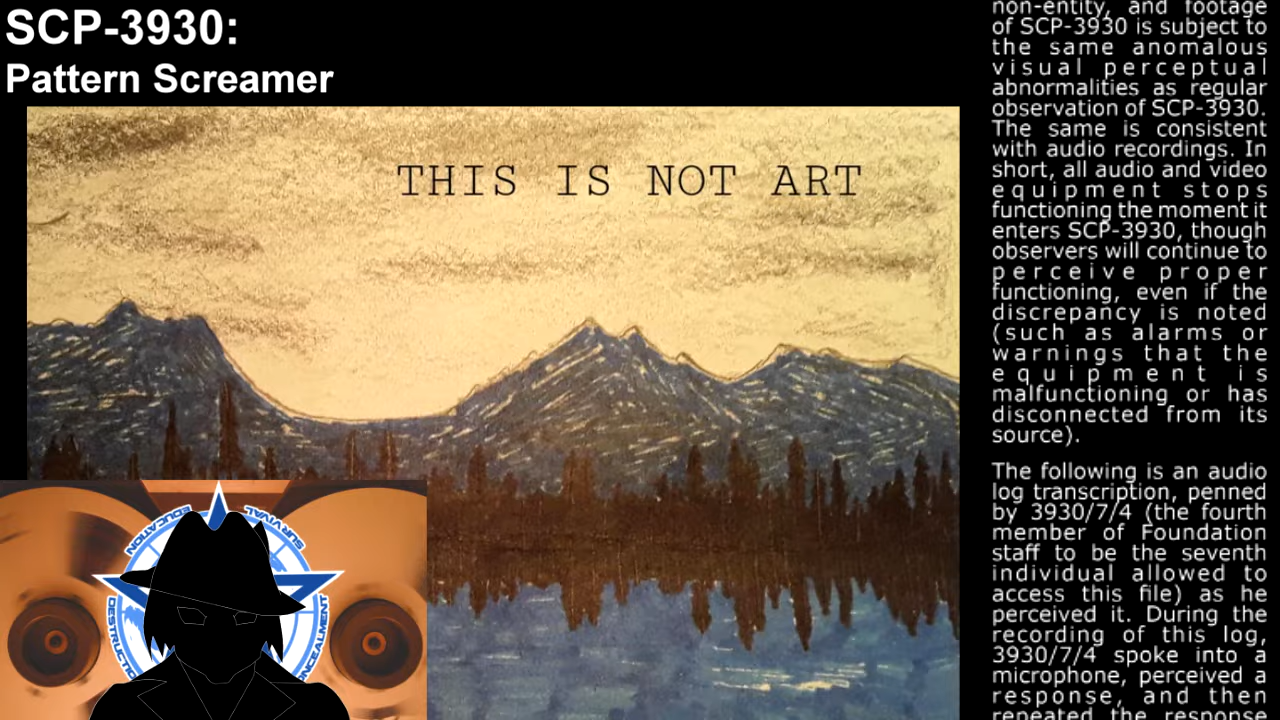 SCP-3930:
Pattern Screamer
THIS IS NOT ART
EDUCATION
SURVIVAL
non-entity, and footage
of SCP-3930 is subject to
the same anomalous
visual perceptual
abnormalities as regular
observation of SCP-3930.
The same is consistent
with audio recordings. In
short, all audio and video
equipment stops
functioning the moment it
enters SCP-3930, though
observers will continue to
perceive proper
functioning, even if the
discrepancy is noted
(such as alarms or
warnings that the
equipment is
malfunctioning or has
disconnected from its
source).
The following is an audio
log transcription, penned
by 3930/7/4 (the fourth
member of Foundation
staff to be the seventh
individual allowed to
access this file) as he
perceived it. During the
recording of this log,
3930/7/4 spoke into a
microphone, perceived a
response, and then
repeated the response